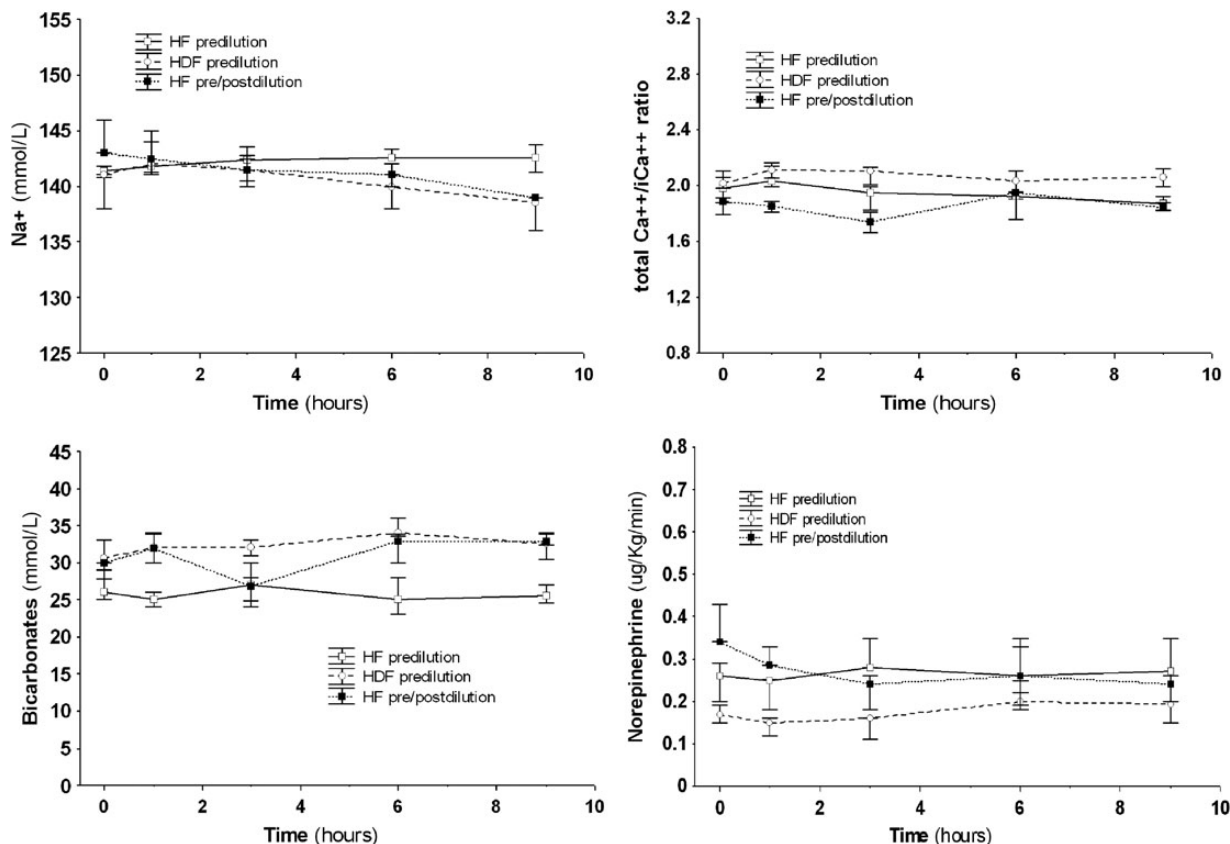 155
150
145
140
135
130
125
Na+ (mmol/L)
HF predilution
HDF predilution
HF pre/postdilution
0 2 4 6 8 10
Time (hours)
3.2
2.8
2.4
2.0
1.6
1,2
0.8
total Ca++/iCa++ ratio
HF predilution
HDF predilution
HF pre/postdilution
0 2 4 6 8 10
Time (hours)
45
40
35
30
25
20
15
10
5
0
Bicarbonates (mmol/L)
HF predilution
HDF predilution
HF pre/postdilution
0 2 4 6 8 10
Time (hours)
0.8
0.7
0.6
0.5
0.4
0.3
0.2
0.1
0
Norepinephrine (ug/Kg/min)
HF predilution
HDF predilution
HF pre/postdilution
0 2 4 6 8 10
Time (hours)